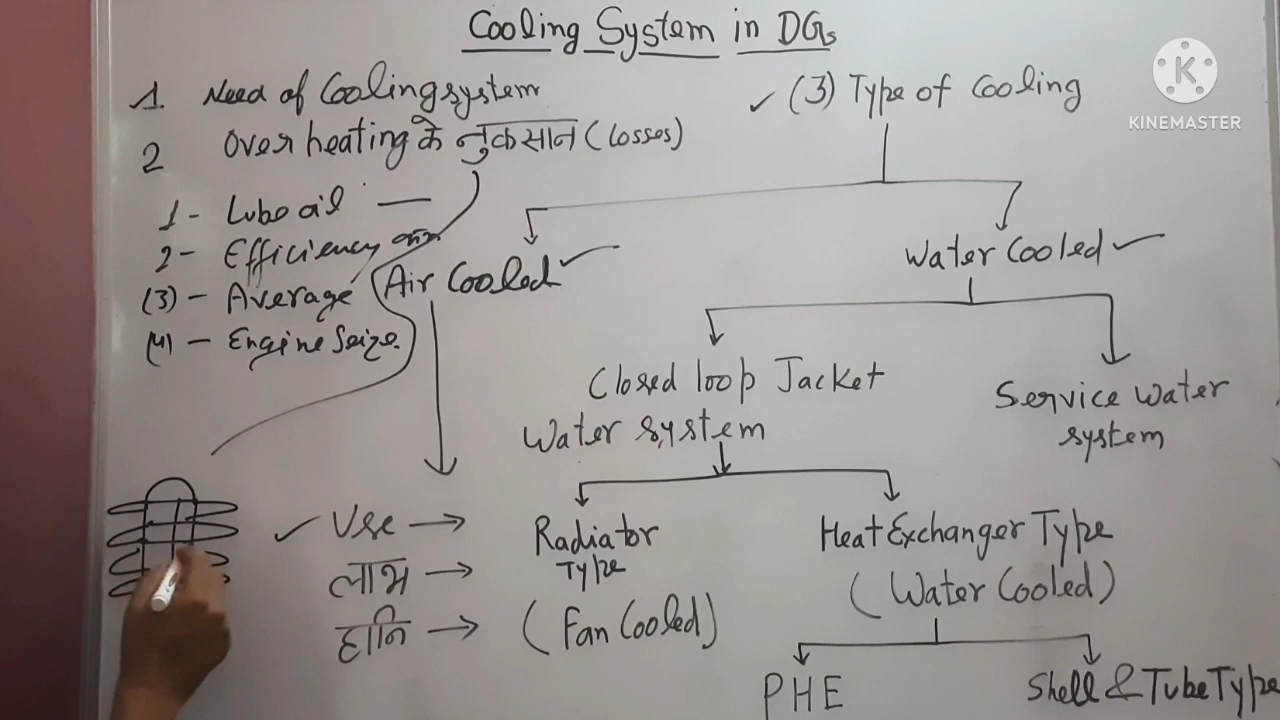 Cooling System in DGs
1. Need of Cooling system
2 Over heating के नुकसान (losses)
1- Lube oil —
2- Efficiency
(3) - Average
(4) - Engine Seize.
✓ (3) Type of Cooling
Air Cooled ✓
Water Cooled ✓
Closed loop Jacket
Water system
Service Water
system
✓ Use →
लाभ →
हानि →
Radiator
Type
(Fan Cooled)
Heat Exchanger Type
(Water Cooled)
PHE
Shell & Tube Type
K
KINEMASTER